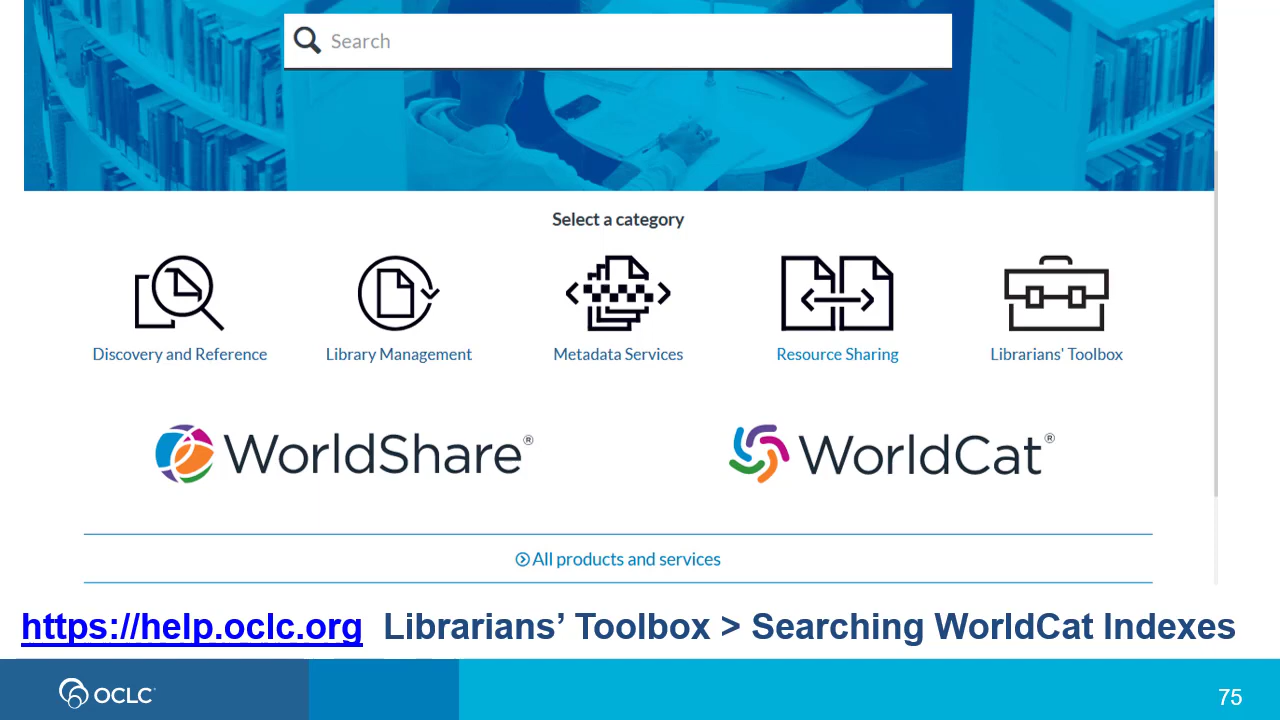 Search
Select a category
Discovery and Reference
Library Management
Metadata Services
Resource Sharing
Librarians' Toolbox
WorldShare®
WorldCat®
All products and services
https://help.oclc.org Librarians’ Toolbox > Searching WorldCat Indexes
OCLC
75